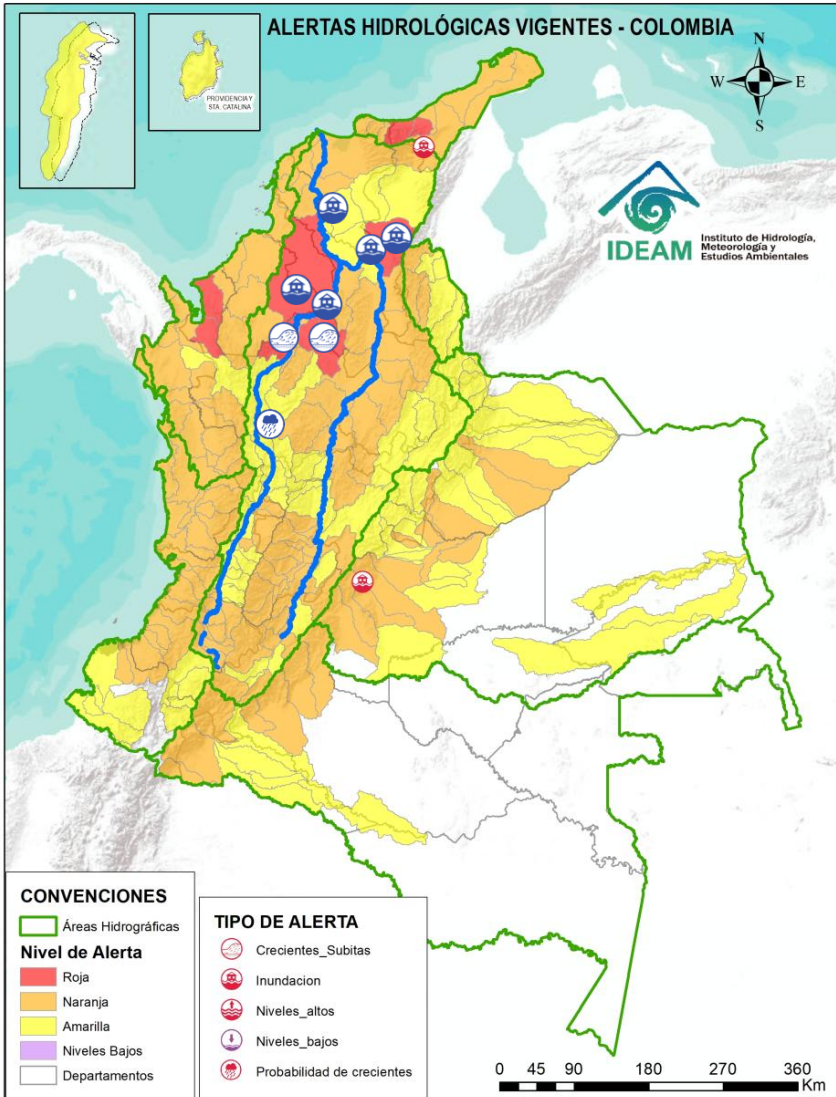 ALERTAS HIDROLÓGICAS VIGENTES - COLOMBIA
PROVIDENCIA Y
STA. CATALINA
N
W
E
S
IDEAM
Instituto de Hidrología,
Meteorología y
Estudios Ambientales
CONVENCIONES
Áreas Hidrográficas
Nivel de Alerta
Roja
Naranja
Amarilla
Niveles Bajos
Departamentos
TIPO DE ALERTA
Crecientes_Subitas
Inundacion
Niveles_altos
Niveles_bajos
Probabilidad de crecientes
0 45 90 180 270 360
Km